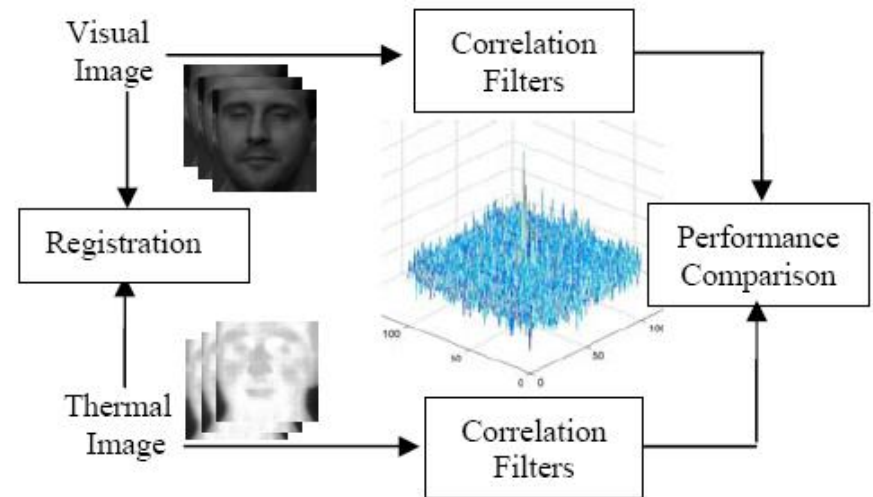 Visual
Image
Correlation
Filters
Registration
Performance
Comparison
100
50
0
0
50
100
Thermal
Image
Correlation
Filters